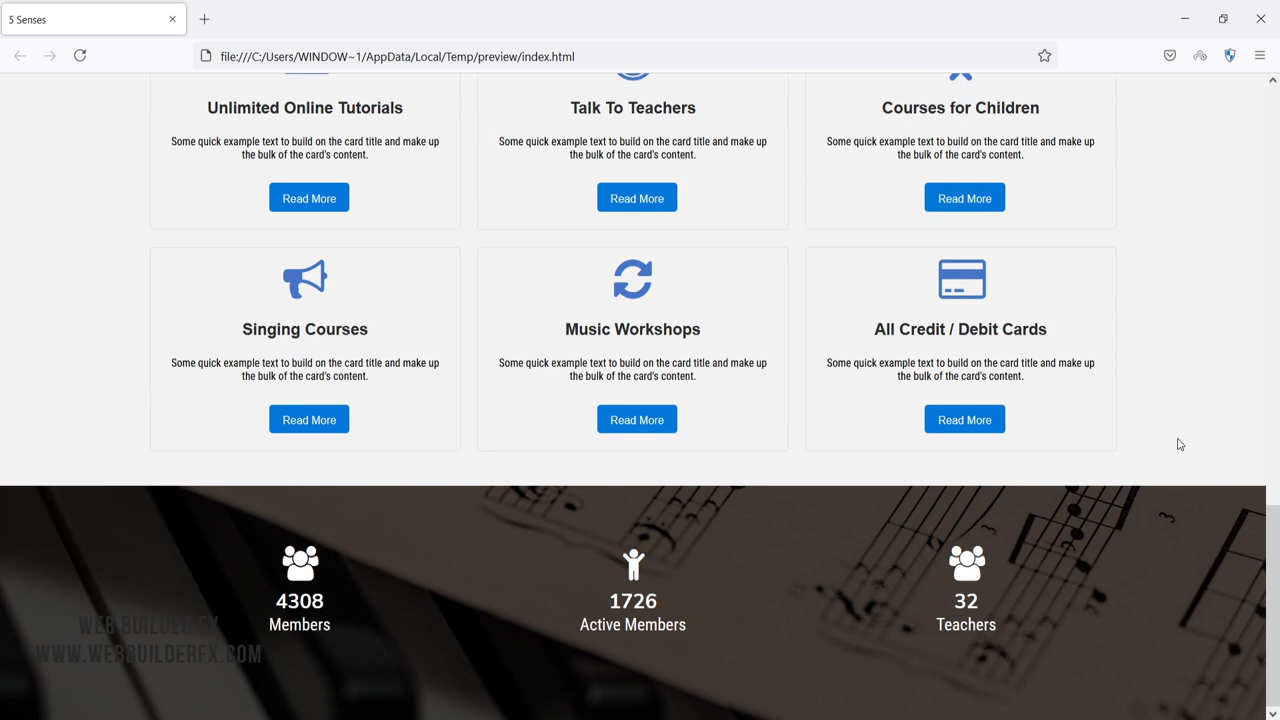 5 Senses
file:///C:/Users/WINDOW~1/AppData/Local/Temp/preview/index.html
Unlimited Online Tutorials
Some quick example text to build on the card title and make up
the bulk of the card's content.
Read More
Talk To Teachers
Some quick example text to build on the card title and make up
the bulk of the card's content.
Read More
Courses for Children
Some quick example text to build on the card title and make up
the bulk of the card's content.
Read More
Singing Courses
Some quick example text to build on the card title and make up
the bulk of the card's content.
Read More
Music Workshops
Some quick example text to build on the card title and make up
the bulk of the card's content.
Read More
All Credit / Debit Cards
Some quick example text to build on the card title and make up
the bulk of the card's content.
Read More
4308
Members
1726
Active Members
32
Teachers
WEB BUILDER FX
WWW.WEBBUILDERFX.COM